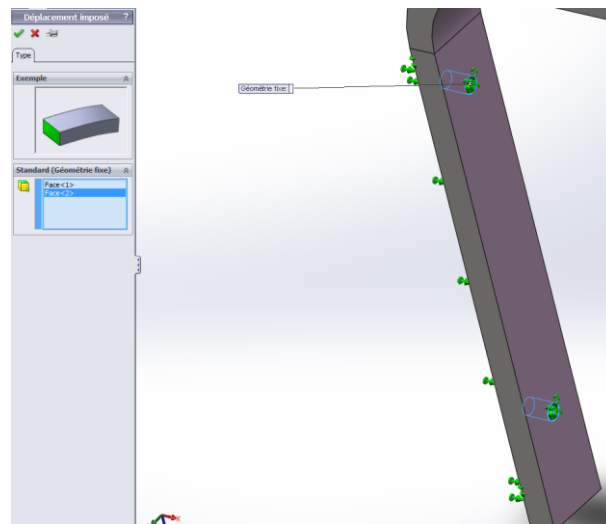 Déplacement imposé ?
Type
Exemple
Standard (Géométrie fixe)
Face<1>
Face<2>
Géométrie fixe:
x